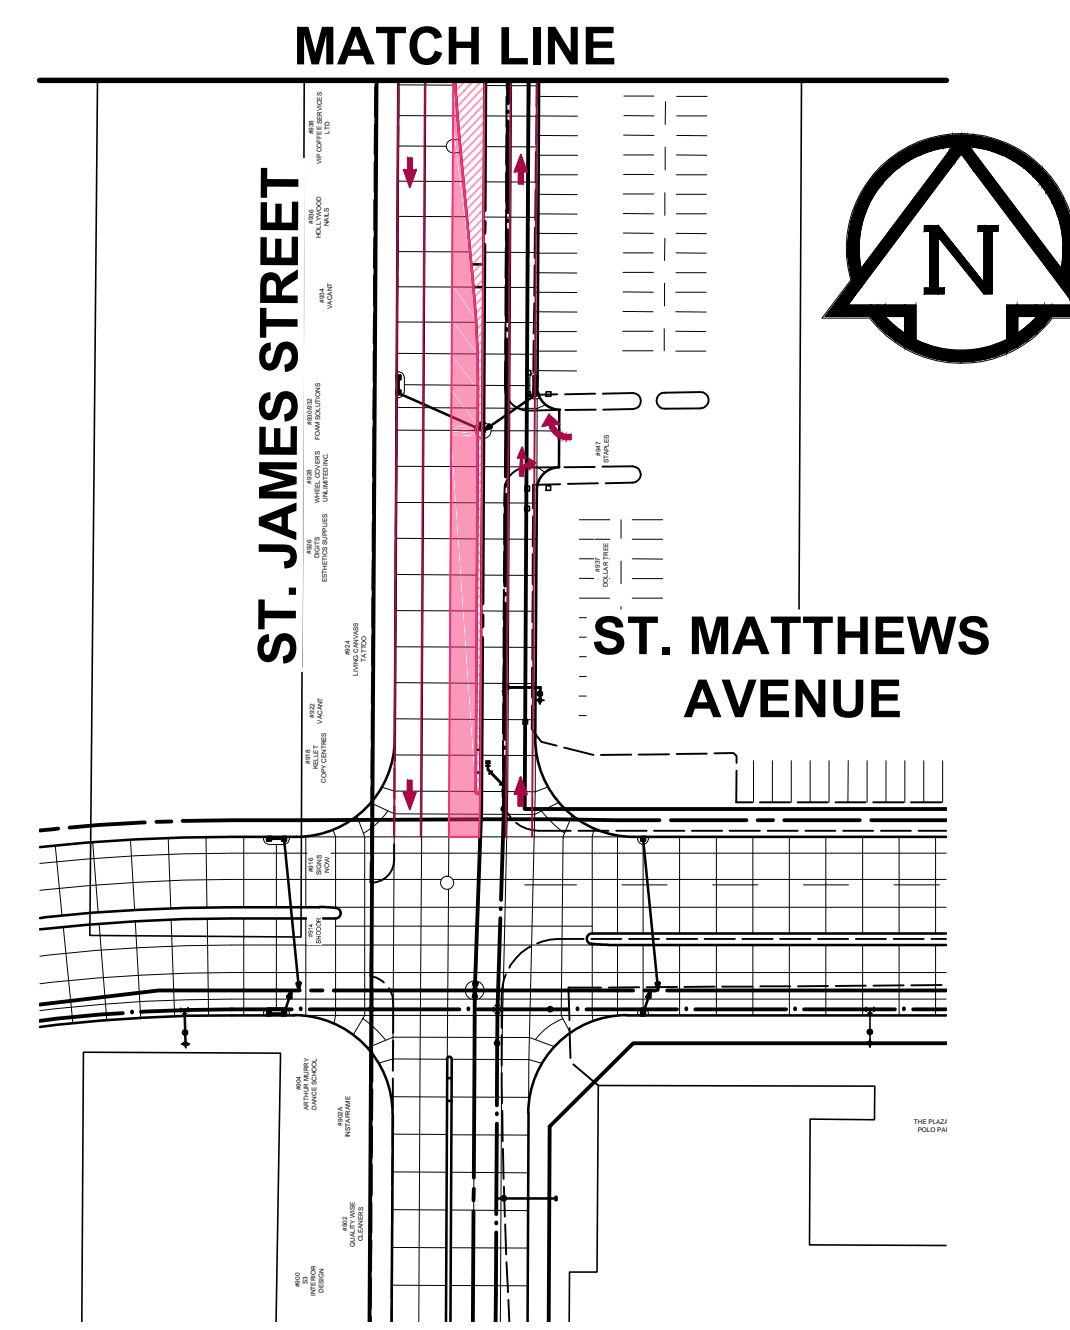 MATCH LINE
ST. JAMES STREET
N
#938
VIP COFFEE SERVICES
LTD
#936
HOLLYWOOD
NAILS
#934
VACANT
#930/932
FOAM SOLUTIONS
#928
WHEEL COVERS
UNLIMITED INC.
#926
DIGITS
ESTHETICS SUPPLIES
#924
LIVING CANVASS
TATTOO
#922
VACANT
#918
KELLET
COPY CENTRES
#947
STAPLES
#937
DOLLAR TREE
ST. MATTHEWS
AVENUE
#916
SIGNS
NOW
#914
SHOOOR
#904
ARTHUR MURRY
DANCE SCHOOL
#902A
INSTAFRAME
#902
QUALITY WISE
CLEANERS
#900
S3
INTERIOR
DESIGN
THE PLAZA
POLO PA